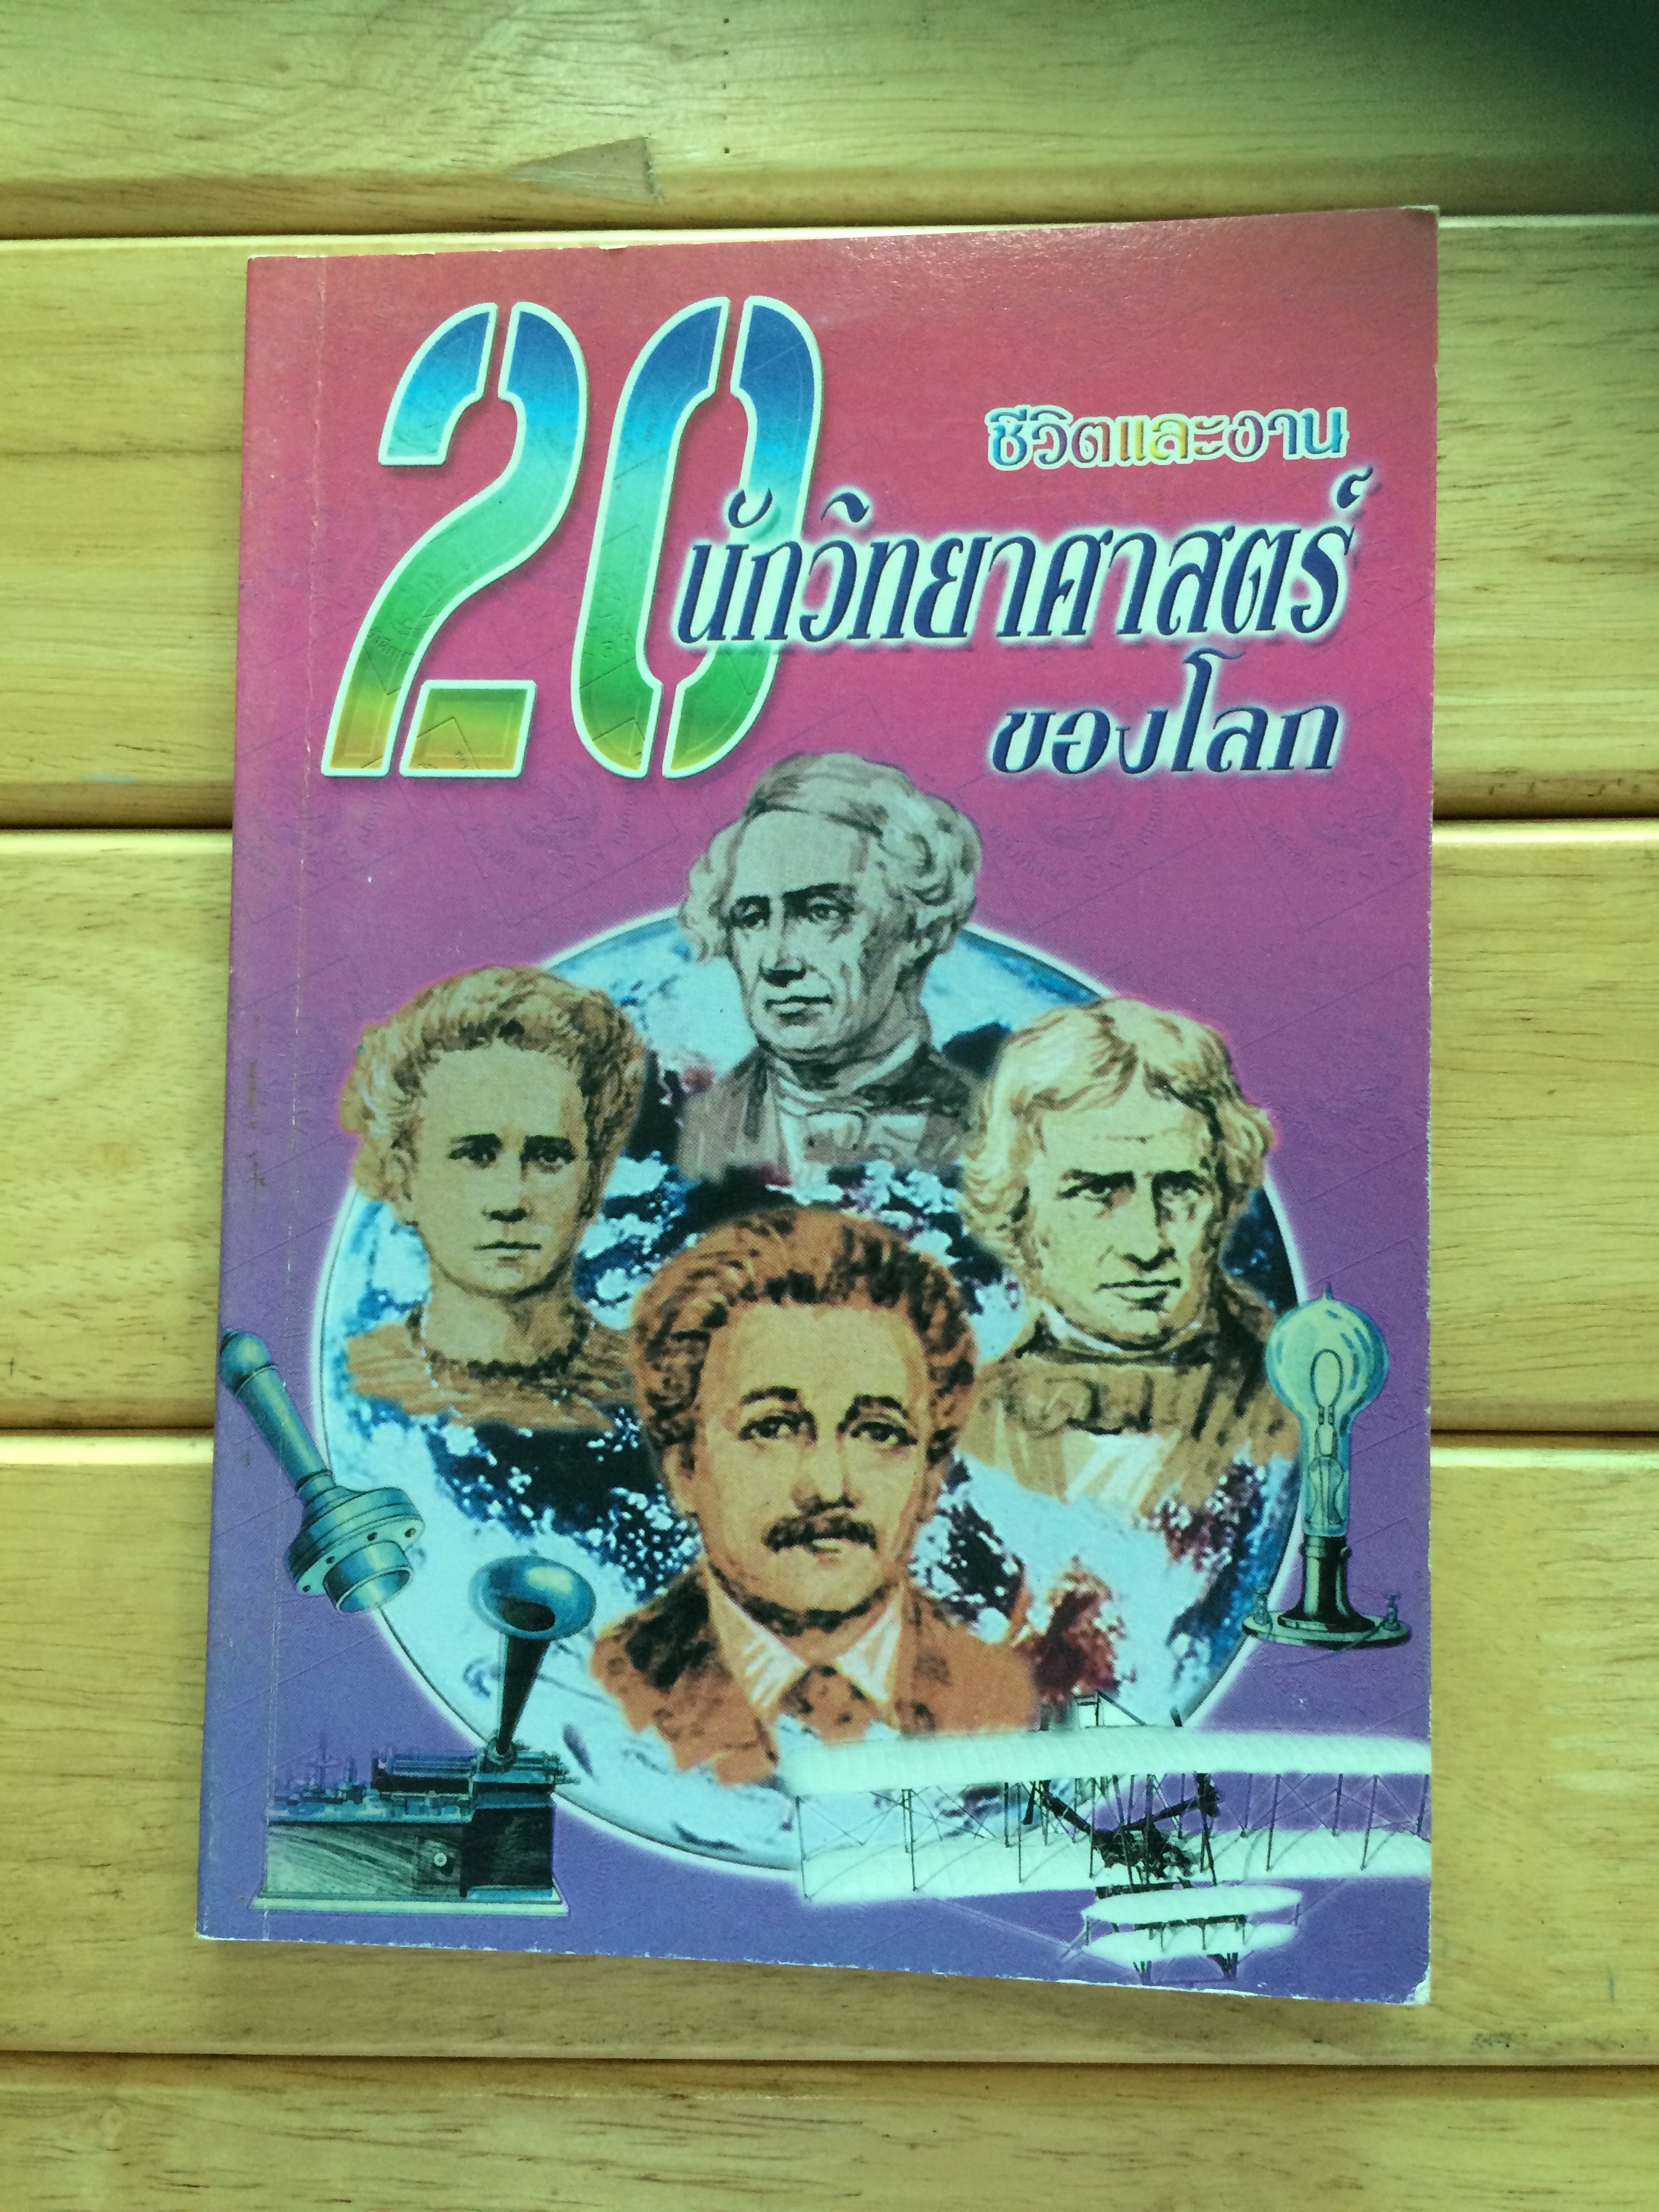 20
ชีวิตและงาน
นักวิทยาศาสตร์
ของโลก